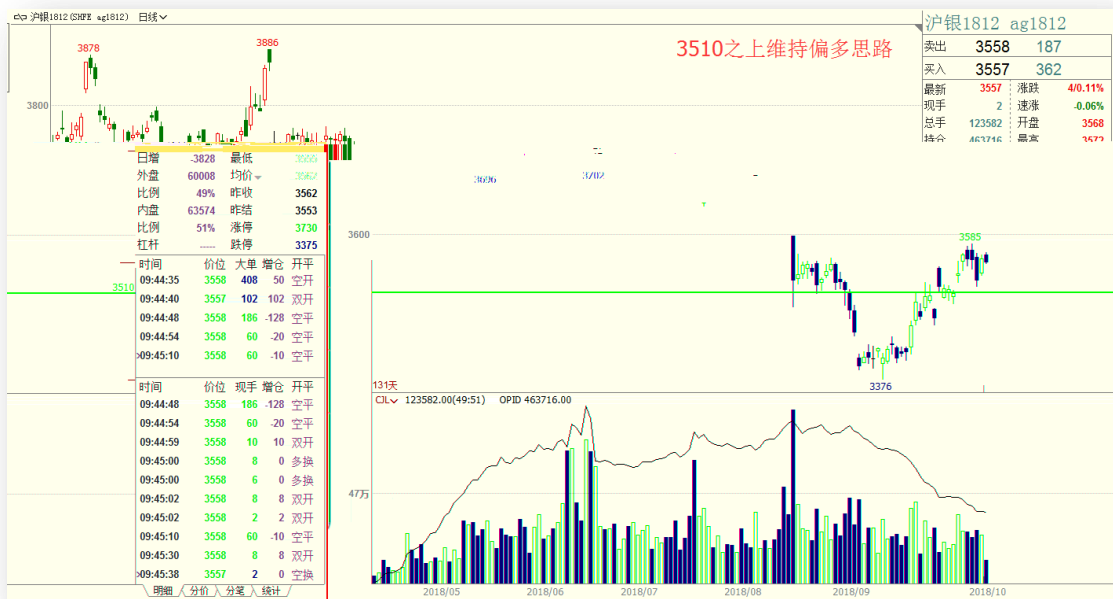 沪银1812(SHFE ag1812) 日线
3878
3886
3800
3510之上维持偏多思路
沪银1812 ag1812
卖出 3558 187
买入 3557 362
最新 3557 涨跌 4/0.11%
现手 2 速涨 -0.06%
总手 123582 开盘 3568
持仓 463716 最高 3572
日增 -3828 最低 3555
外盘 60008 均价 3562
比例 49% 昨收 3562
内盘 63574 昨结 3553
比例 51% 涨停 3730
杠杆 ----- 跌停 3375
时间 价位 大单 增仓 开平
09:44:35 3558 408 50 空开
09:44:40 3557 102 102 双开
09:44:48 3558 186 -128 空平
09:44:54 3558 60 -20 空平
09:45:10 3558 60 -10 空平
时间 价位 现手 增仓 开平
09:44:48 3558 186 -128 空平
09:44:54 3558 60 -20 空平
09:44:59 3558 10 10 双开
09:45:00 3558 8 0 多换
09:45:00 3558 6 0 多换
09:45:02 3558 8 8 双开
09:45:02 3558 2 2 双开
09:45:10 3558 60 -10 空平
09:45:30 3558 8 8 双开
09:45:38 3557 2 0 空换
明细 分价 分笔 统计
3510
3696
3702
3600
3585
3376
131天
CJL 123582.00(49:51) OPID 463716.00
47万
2018/05 2018/06 2018/07 2018/08 2018/09 2018/10